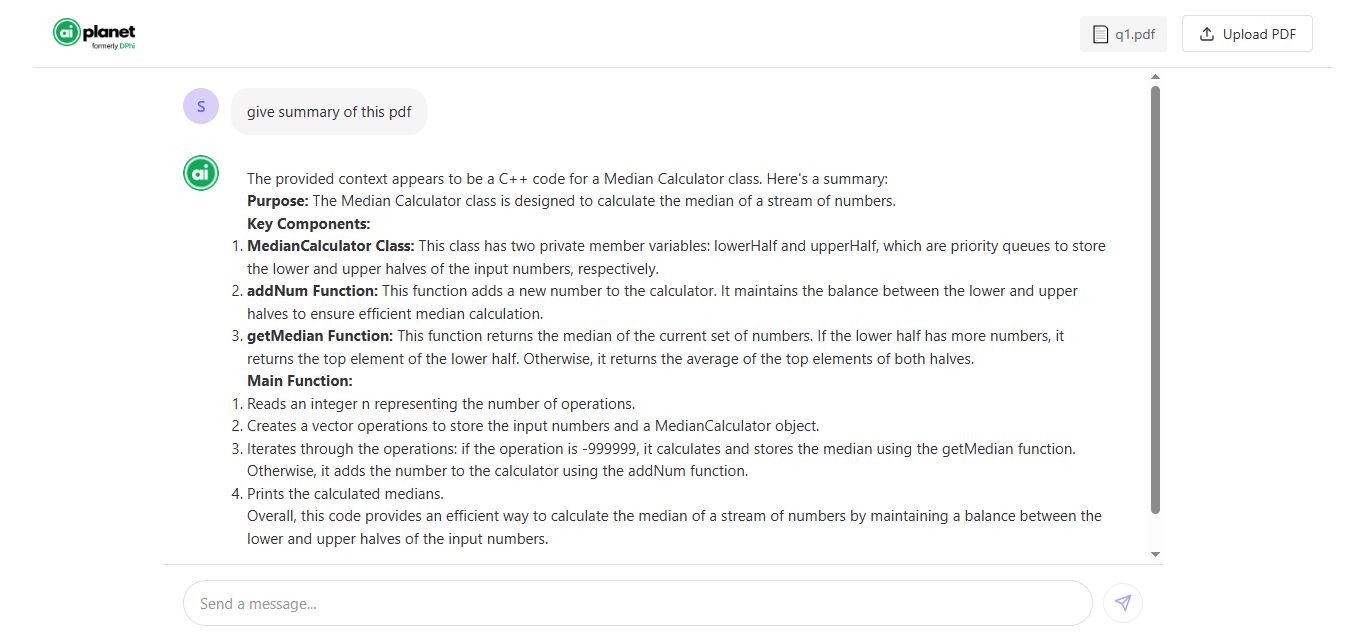 ai planet
formerly DPhi
q1.pdf
Upload PDF
S
give summary of this pdf
ai
The provided context appears to be a C++ code for a Median Calculator class. Here's a summary:
Purpose: The Median Calculator class is designed to calculate the median of a stream of numbers.
Key Components:
1. MedianCalculator Class: This class has two private member variables: lowerHalf and upperHalf, which are priority queues to store
the lower and upper halves of the input numbers, respectively.
2. addNum Function: This function adds a new number to the calculator. It maintains the balance between the lower and upper
halves to ensure efficient median calculation.
3. getMedian Function: This function returns the median of the current set of numbers. If the lower half has more numbers, it
returns the top element of the lower half. Otherwise, it returns the average of the top elements of both halves.
Main Function:
1. Reads an integer n representing the number of operations.
2. Creates a vector operations to store the input numbers and a MedianCalculator object.
3. Iterates through the operations: if the operation is -999999, it calculates and stores the median using the getMedian function.
Otherwise, it adds the number to the calculator using the addNum function.
4. Prints the calculated medians.
Overall, this code provides an efficient way to calculate the median of a stream of numbers by maintaining a balance between the
lower and upper halves of the input numbers.
Send a message...